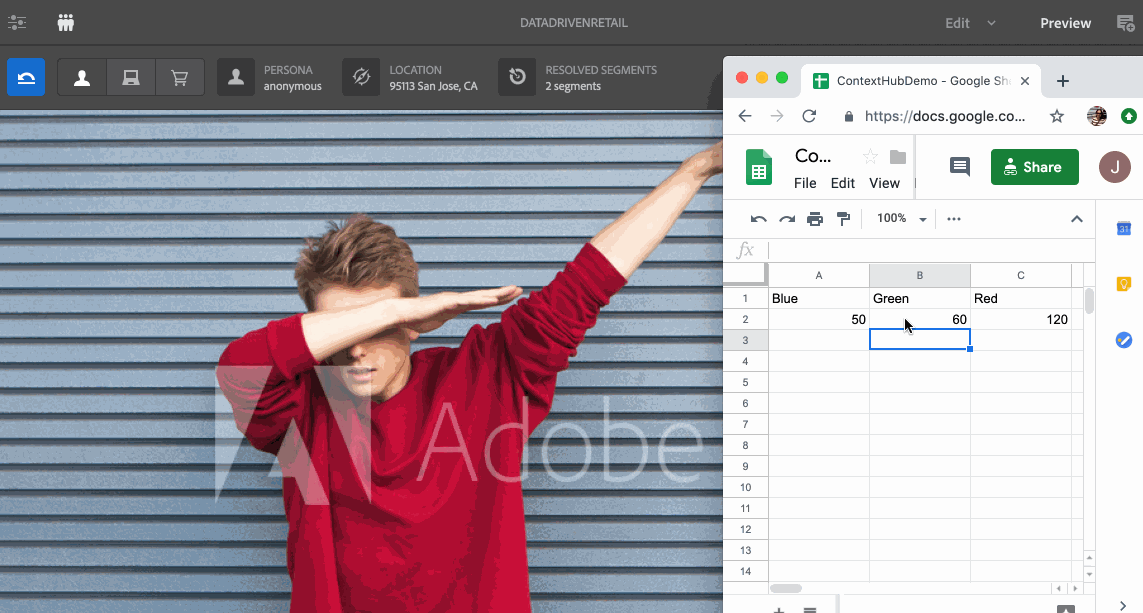 DATADRIVENRETAIL
Edit
Preview
PERSONA
anonymous
LOCATION
95113 San Jose, CA
RESOLVED SEGMENTS
2 segments
Adobe
ContextHubDemo - Google Sh
https://docs.google.co...
Co...
File Edit View
Share
J
100%
fx
31
A B C
1 Blue Green Red
2 50 60 120
3
4
5
6
7
8
9
10
11
12
13
14